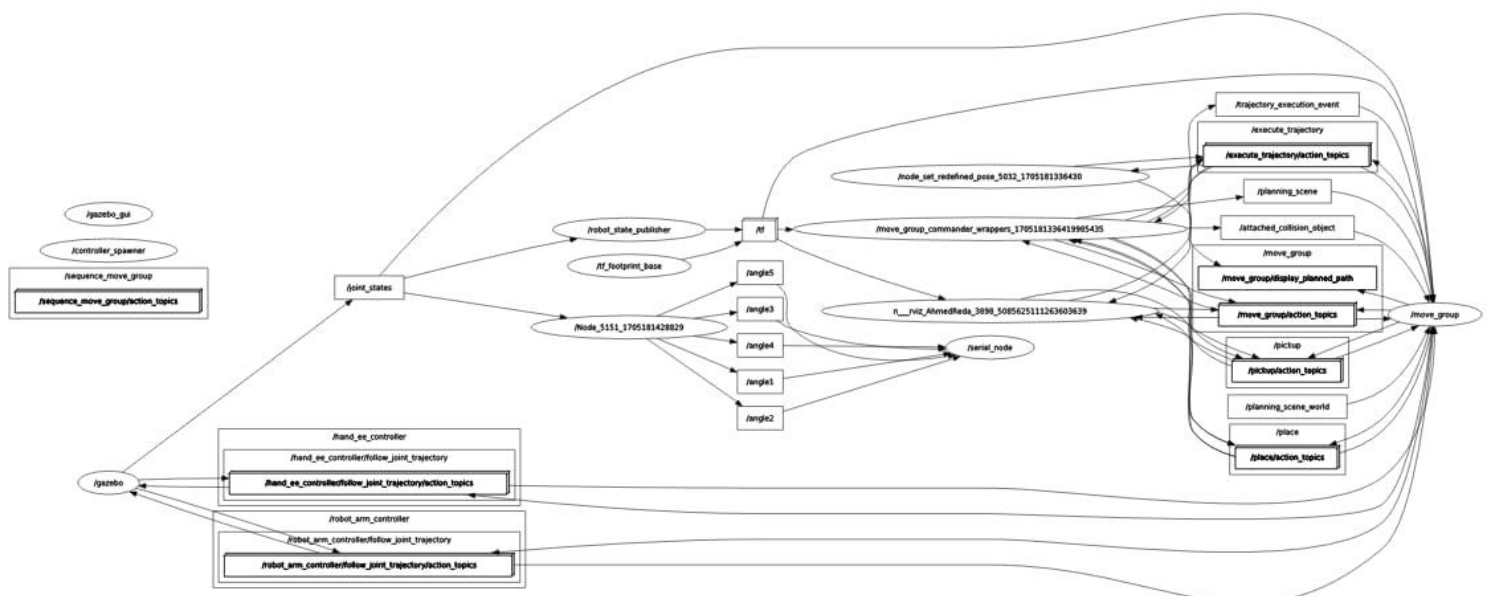 /gazebo_gui
/controller_spawner
/sequence_move_group
/sequence_move_group/action_topics
/gazebo
/joint_states
/hand_ee_controller
/hand_ee_controller/follow_joint_trajectory
/hand_ee_controller/follow_joint_trajectory/action_topics
/robot_arm_controller
/robot_arm_controller/follow_joint_trajectory
/robot_arm_controller/follow_joint_trajectory/action_topics
/robot_state_publisher
/tf_footprint_base
/Node_5151_1705181428829
/tf
/angle5
/angle3
/angle4
/angle1
/angle2
/node_set_redefined_pose_5032_1705181336430
/move_group_commander_wrappers_1705181336419985435
n__rviz_AhmedReda_3898_5085625111263603639
/serial_node
/trajectory_execution_event
/execute_trajectory
/execute_trajectory/action_topics
/planning_scene
/attached_collision_object
/move_group
/move_group/display_planned_path
/move_group/action_topics
/pickup
/pickup/action_topics
/planning_scene_world
/place
/place/action_topics
/move_group